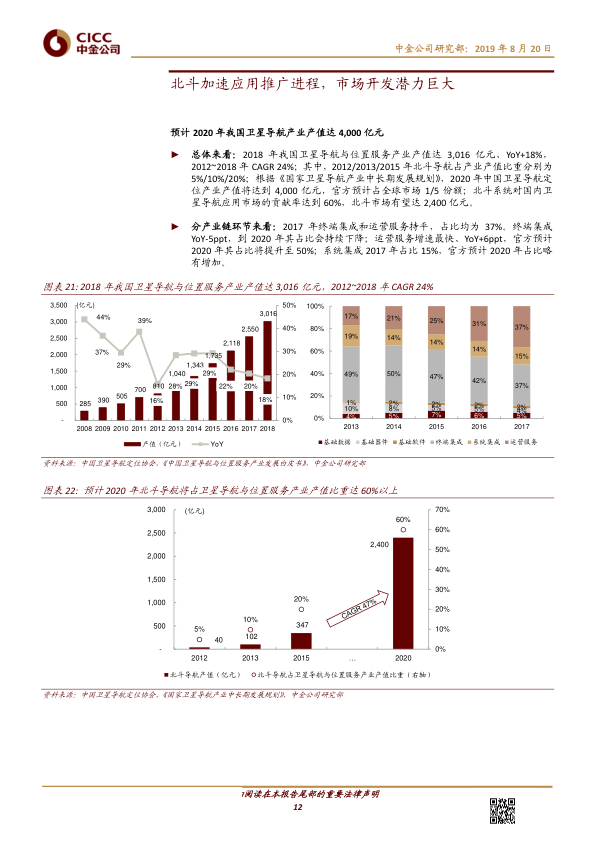 CICC
中金公司
中金公司研究部：2019 年 8 月 20 日
北斗加速应用推广进程，市场开发潜力巨大
预计 2020 年我国卫星导航产业产值达 4,000 亿元
► 总体来看：2018 年我国卫星导航与位置服务产业产值达 3,016 亿元、YoY+18%，
2012~2018 年 CAGR 24%；其中，2012/2013/2015 年北斗导航占产业产值比重分别为
5%/10%/20%；根据《国家卫星导航产业中长期发展规划》，2020 年中国卫星导航定
位产业产值将达到 4,000 亿元，官方预计占全球市场 1/5 份额；北斗系统对国内卫
星导航应用市场的贡献率达到 60%，北斗市场有望达 2,400 亿元。
► 分产业链环节来看：2017 年终端集成和运营服务持平，占比均为 37%。终端集成
YoY-5ppt，到 2020 年其占比会持续下降；运营服务增速最快、YoY+6ppt，官方预计
2020 年其占比将提升至 50%；系统集成 2017 年占比 15%，官方预计 2020 年占比略
有增加。
图表 21: 2018 年我国卫星导航与位置服务产业产值达 3,016 亿元，2012~2018 年 CAGR 24%
(亿元)
3,500 3,000 2,500 2,000 1,500 1,000 500 -
50% 40% 30% 20% 10% 0%
285 390 505 700 810 1,040 1,343 1,735 2,118 2,550 3,016
44% 37% 29% 39% 16% 28% 29% 29% 22% 20% 18%
2008 2009 2010 2011 2012 2013 2014 2015 2016 2017 2018
产值（亿元） YoY
100% 80% 60% 40% 20% 0%
17% 21% 25% 31% 37%
19% 14% 14% 14% 15%
49% 50% 47% 42% 37%
10% 8%
7%
2013 2014 2015 2016 2017
基础数据 基础器件 基础软件 终端集成 系统集成 运营服务
资料来源：中国卫星导航定位协会，《中国卫星导航与位置服务产业发展白皮书》，中金公司研究部
图表 22: 预计 2020 年北斗导航将占卫星导航与位置服务产业产值比重达 60%以上
(亿元)
3,000 2,500 2,000 1,500 1,000 500 -
70% 60% 50% 40% 30% 20% 10% 0%
5% 10% 20% 60%
40 102 347 2,400
CAGR 47%
2012 2013 2015 … 2020
北斗导航产值（亿元） 北斗导航占卫星导航与位置服务产业产值比重（右轴）
资料来源：中国卫星导航定位协会，《国家卫星导航产业中长期发展规划》，中金公司研究部
阅读在本报告尾部的重要法律声明
12